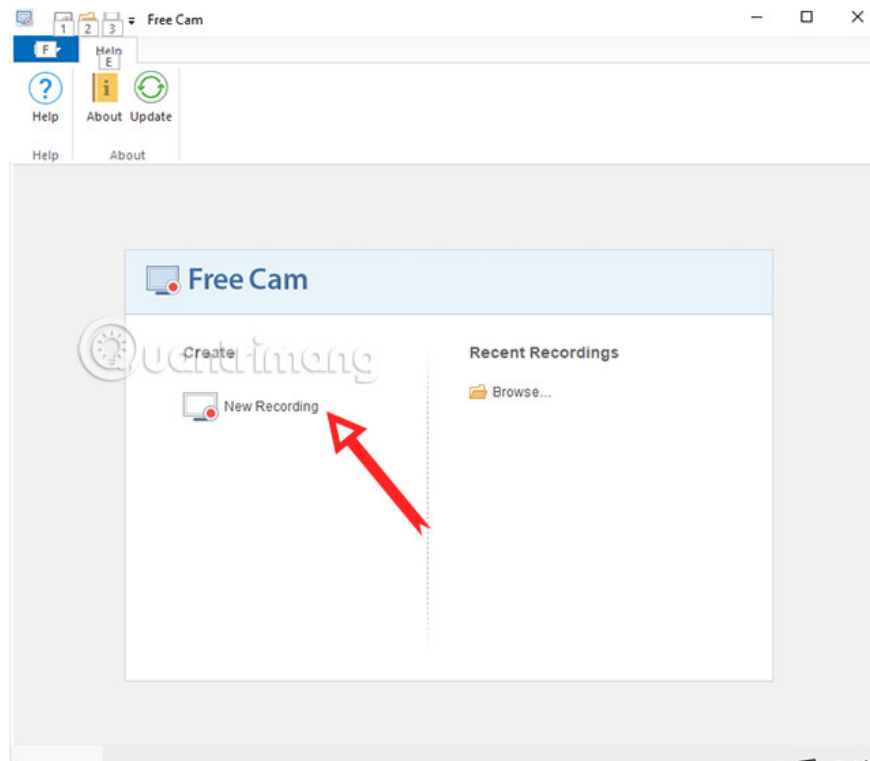 1 2 3 Free Cam
F Help
E
Help About Update
Help About
Free Cam
Create Recent Recordings
Quantrimang
New Recording Browse...